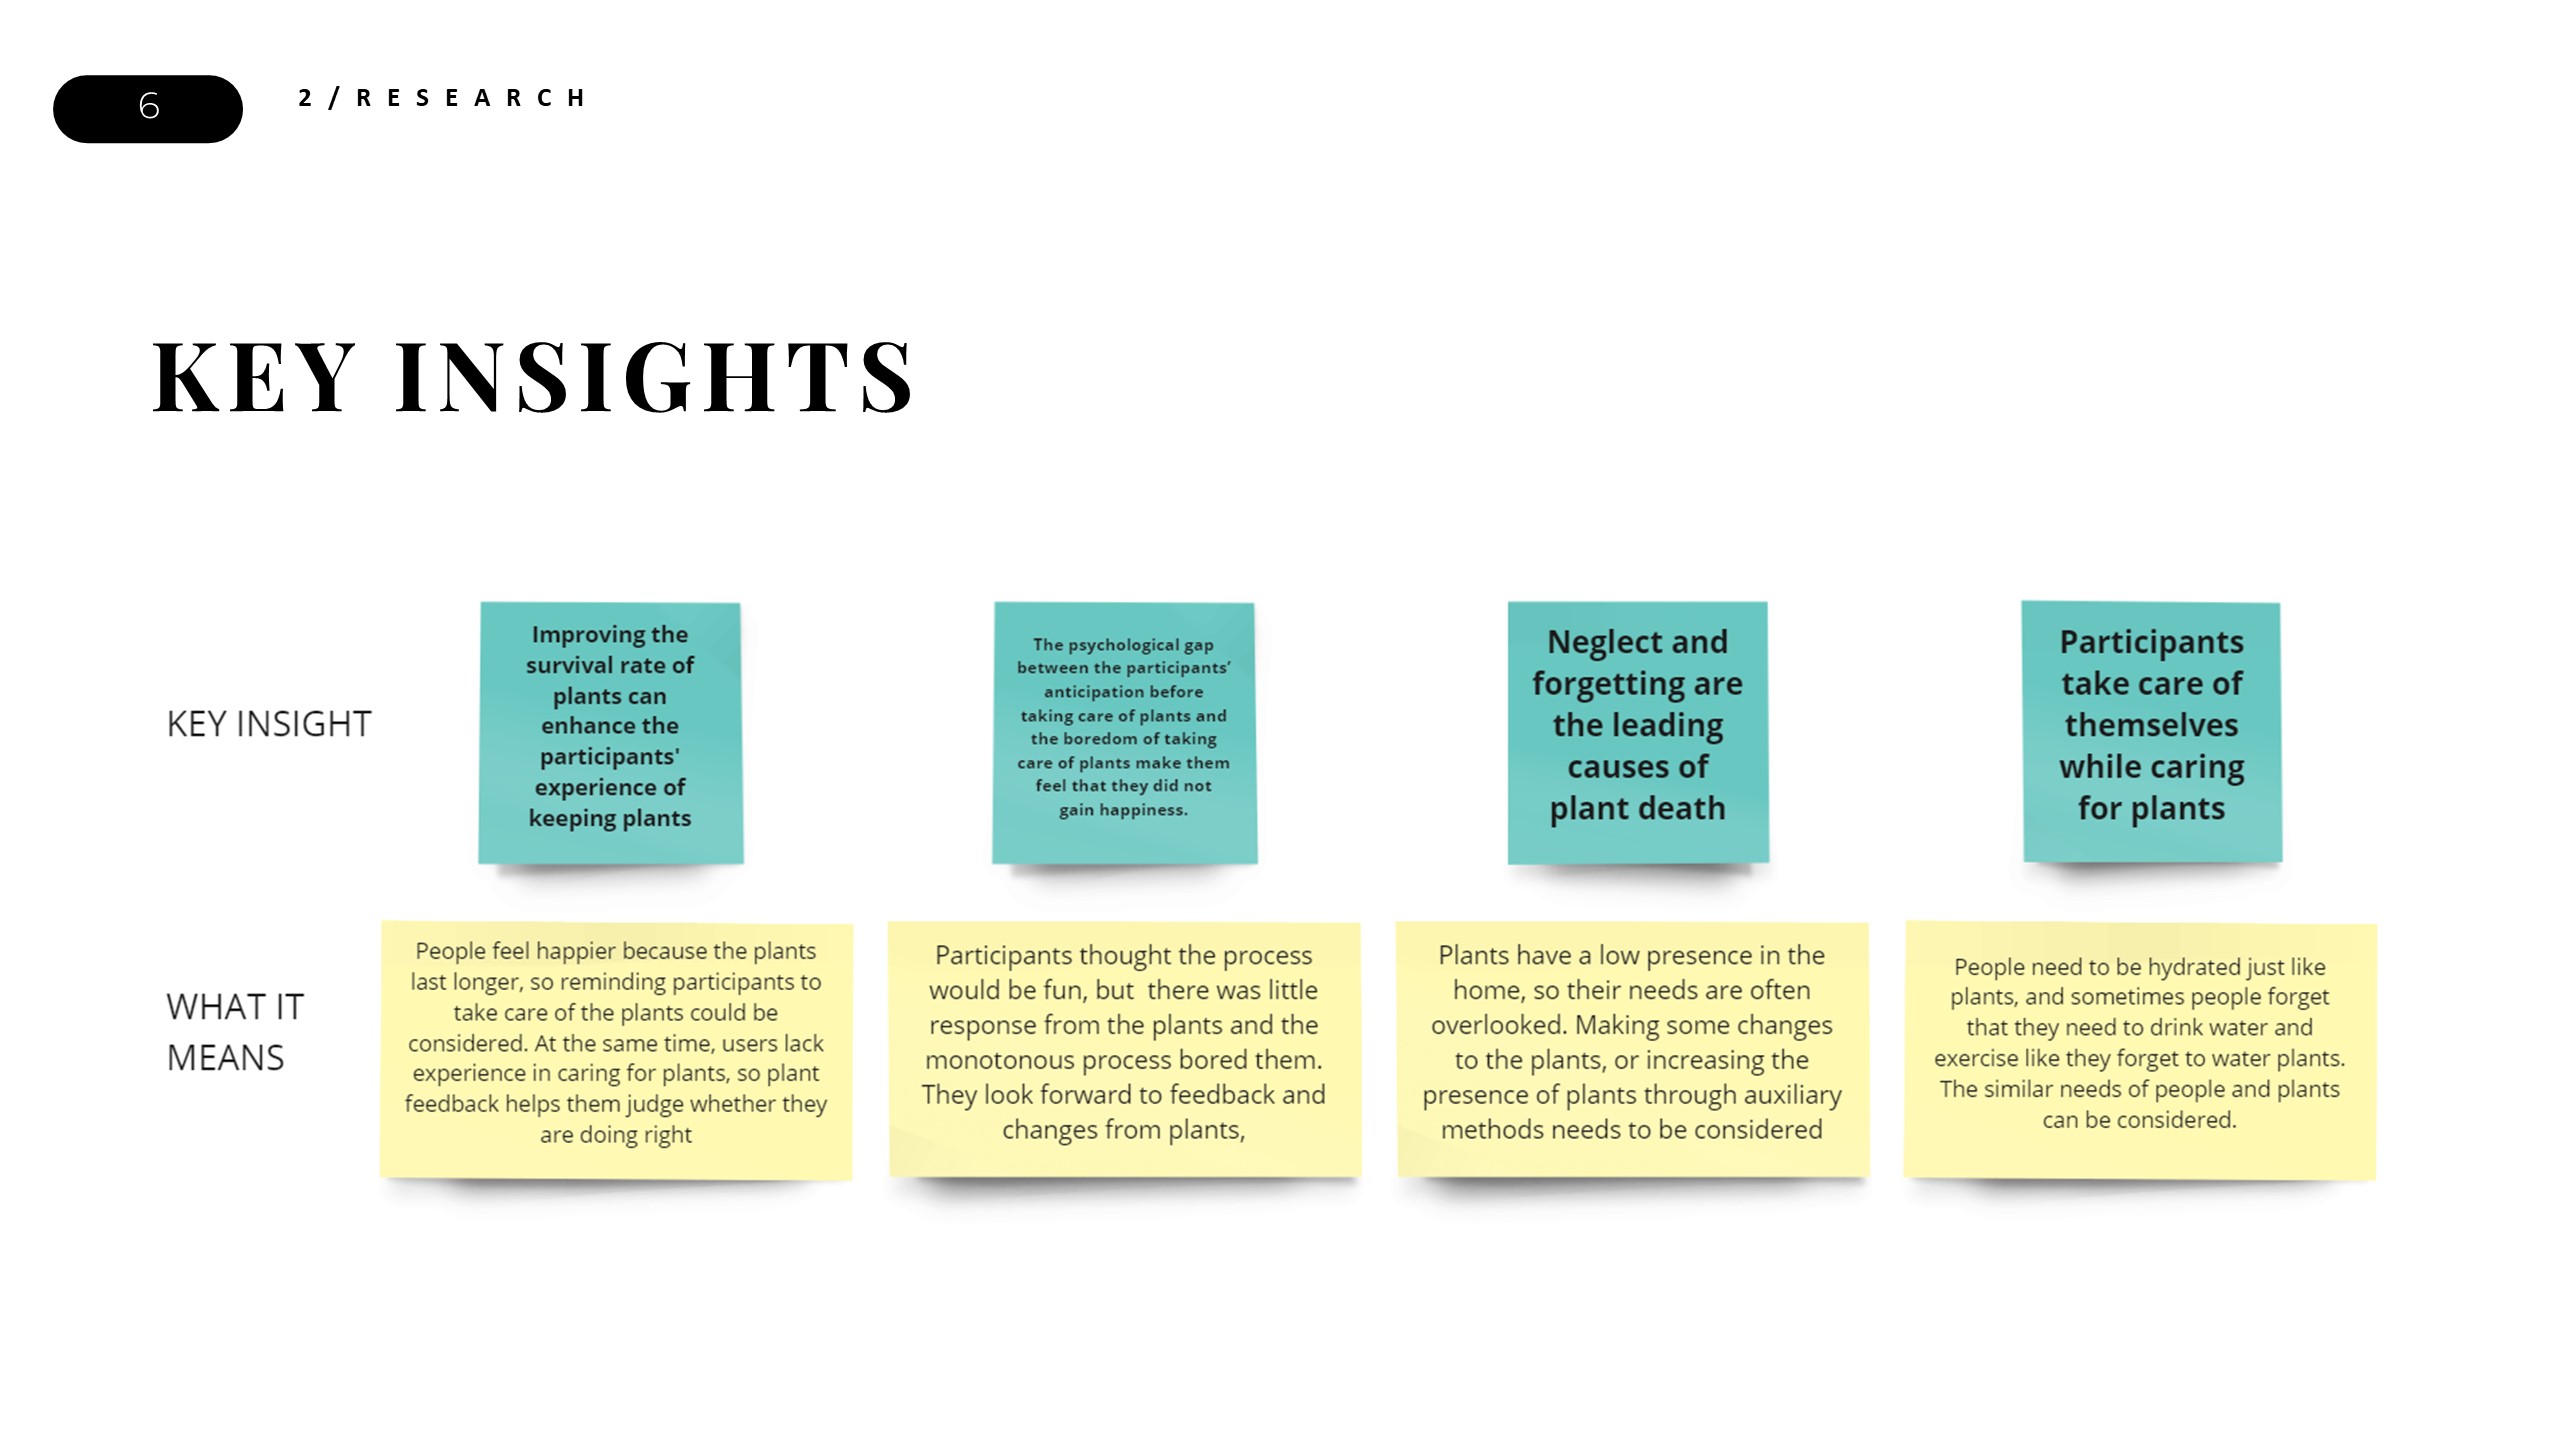 6
2/RESEARCH
KEY INSIGHTS
KEY INSIGHT
Improving the
survival rate of
plants can
enhance the
participants'
experience of
keeping plants
The psychological gap
between the participants’
anticipation before
taking care of plants and
the boredom of taking
care of plants make them
feel that they did not
gain happiness.
Neglect and
forgetting are
the leading
causes of
plant death
Participants
take care of
themselves
while caring
for plants
WHAT IT
MEANS
People feel happier because the plants
last longer, so reminding participants to
take care of the plants could be
considered. At the same time, users lack
experience in caring for plants, so plant
feedback helps them judge whether they
are doing right
Participants thought the process
would be fun, but  there was little
response from the plants and the
monotonous process bored them.
They look forward to feedback and
changes from plants,
Plants have a low presence in the
home, so their needs are often
overlooked. Making some changes
to the plants, or increasing the
presence of plants through auxiliary
methods needs to be considered
People need to be hydrated just like
plants, and sometimes people forget
that they need to drink water and
exercise like they forget to water plants.
The similar needs of people and plants
can be considered.